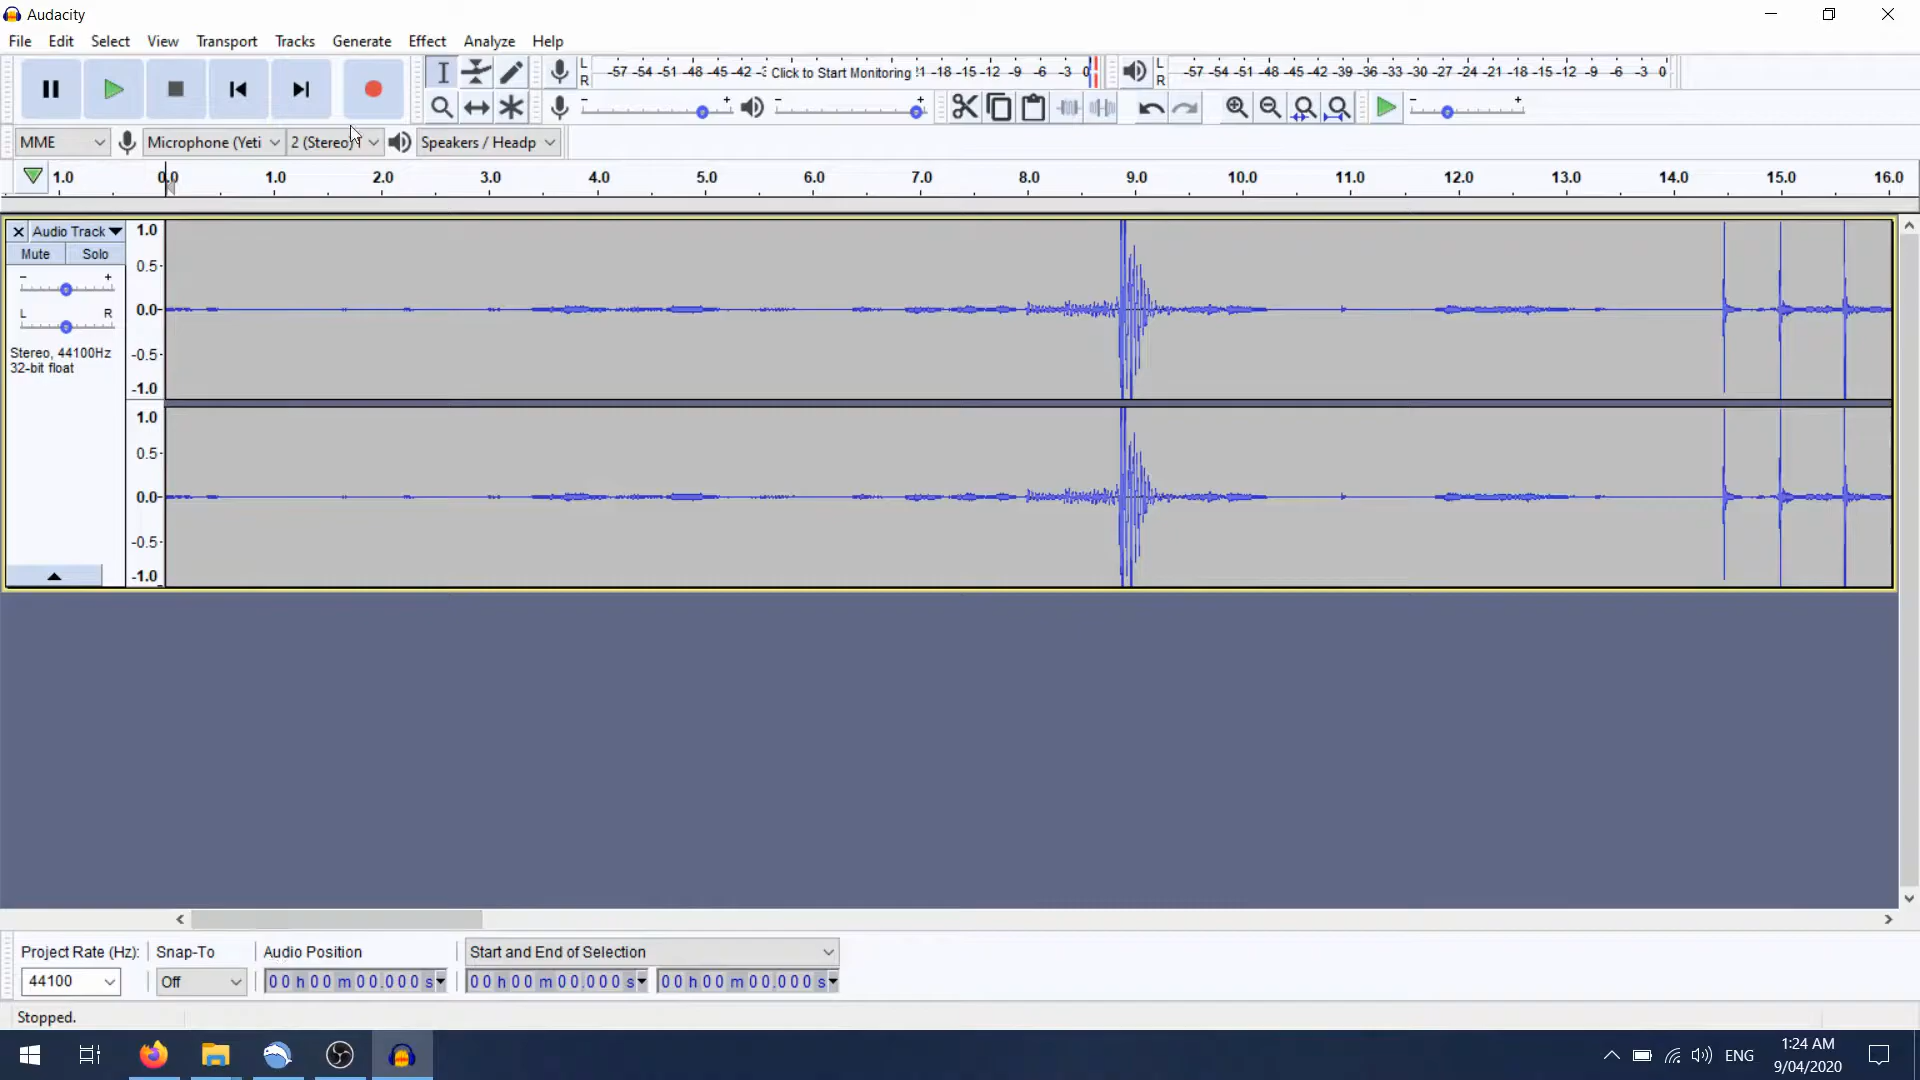 Audacity
File Edit Select View Transport Tracks Generate Effect Analyze Help
L R -57 -54 -51 -48 -45 -42 -3 Click to Start Monitoring !1 -18 -15 -12 -9 -6 -3 0
L R -57 -54 -51 -48 -45 -42 -39 -36 -33 -30 -27 -24 -21 -18 -15 -12 -9 -6 -3 0
- + - + - +
MME Microphone (Yeti 2 (Stereo) Speakers / Headp
1.0 0.0 1.0 2.0 3.0 4.0 5.0 6.0 7.0 8.0 9.0 10.0 11.0 12.0 13.0 14.0 15.0 16.0
× Audio Track
Mute Solo
- +
L R
Stereo, 44100Hz
32-bit float
1.0
0.5
0.0
-0.5
-1.0
1.0
0.5
0.0
-0.5
-1.0
Project Rate (Hz): Snap-To Audio Position Start and End of Selection
44100 Off 00 h 00 m 00.000 s 00 h 00 m 00.000 s 00 h 00 m 00.000 s
Stopped.
ENG
1:24 AM
9/04/2020